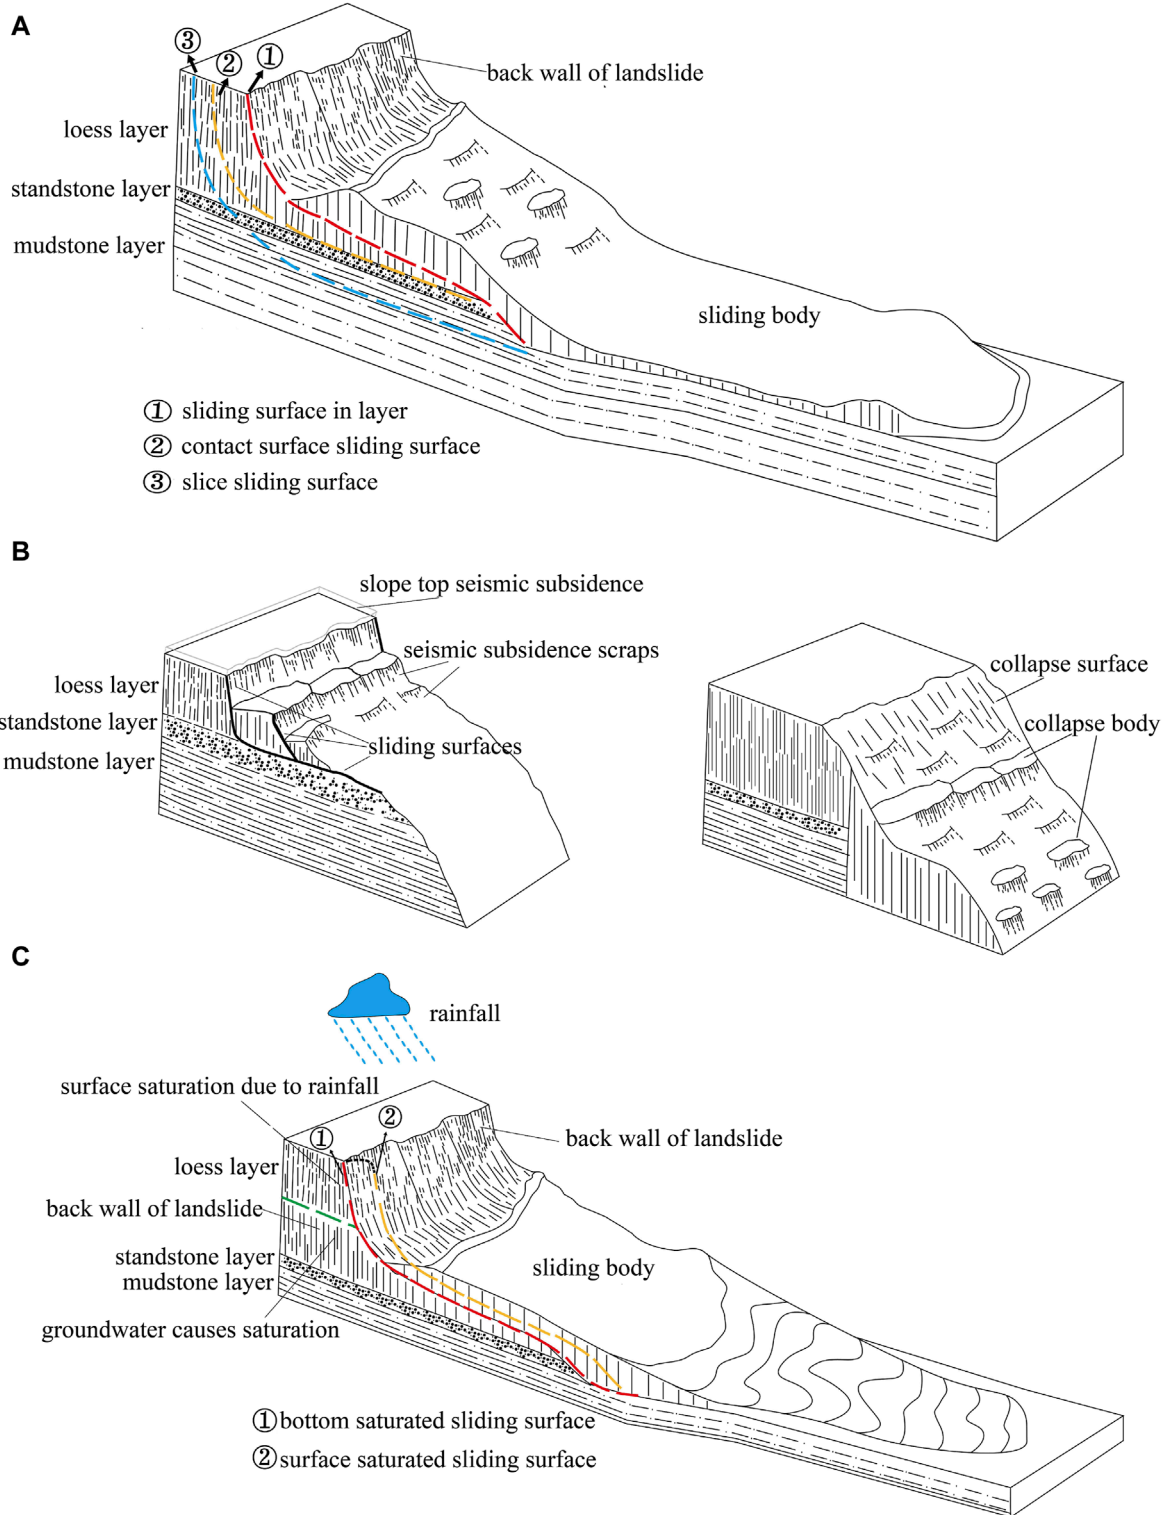 A
③
②
①
back wall of landslide
loess layer
standstone layer
mudstone layer
sliding body
① sliding surface in layer
② contact surface sliding surface
③ slice sliding surface
B
slope top seismic subsidence
seismic subsidence scraps
loess layer
standstone layer
sliding surfaces
mudstone layer
collapse surface
collapse body
C
rainfall
surface saturation due to rainfall
①
②
back wall of landslide
loess layer
back wall of landslide
standstone layer
mudstone layer
sliding body
groundwater causes saturation
① bottom saturated sliding surface
② surface saturated sliding surface